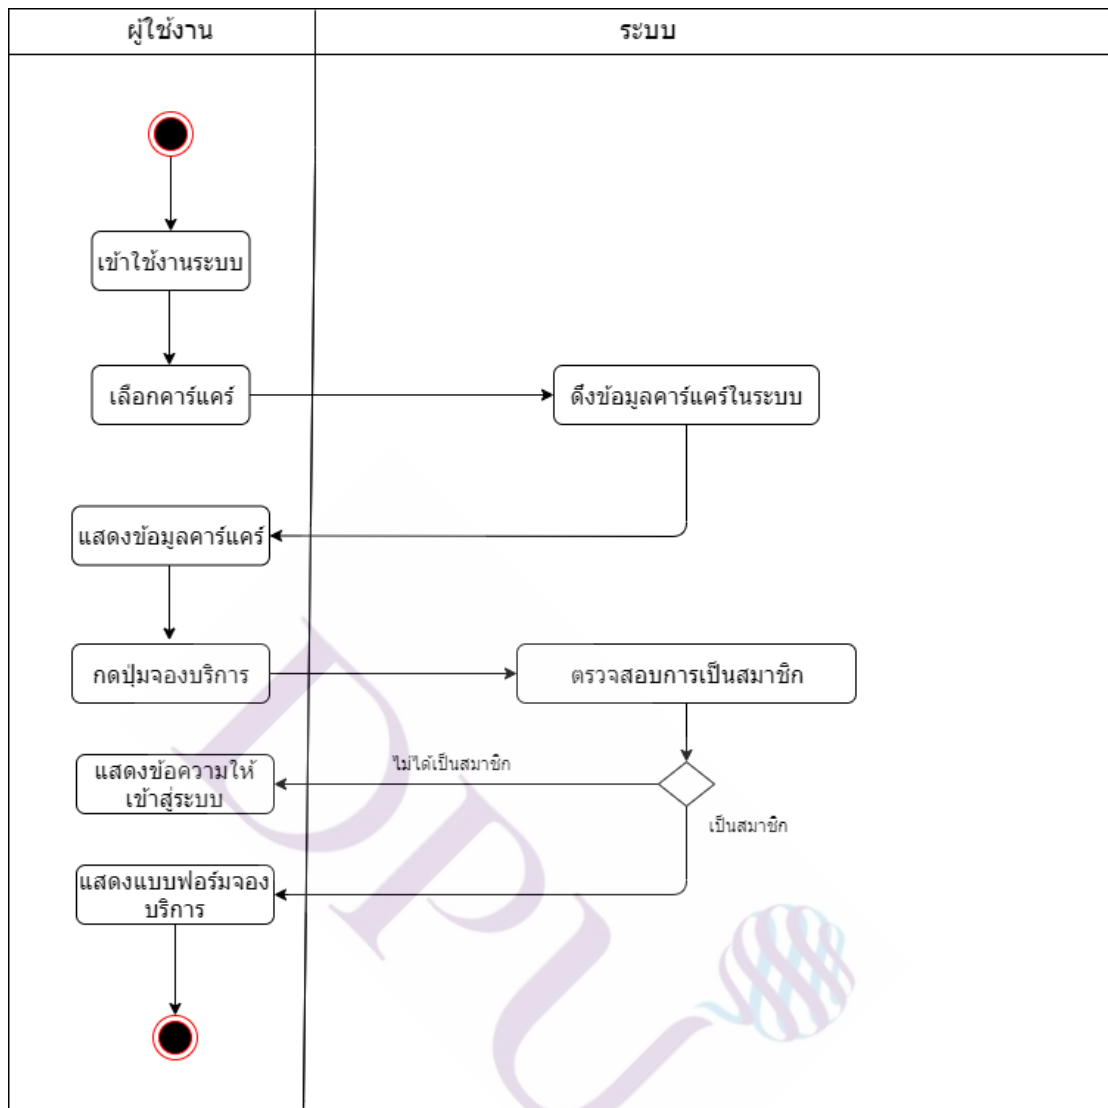 ผู้ใช้งาน
ระบบ
เข้าใช้งานระบบ
เลือกคาร์แคร์
ดึงข้อมูลคาร์แคร์ในระบบ
แสดงข้อมูลคาร์แคร์
กดปุ่มจองบริการ
ตรวจสอบการเป็นสมาชิก
แสดงข้อความให้
เข้าสู่ระบบ
ไม่ได้เป็นสมาชิก
เป็นสมาชิก
แสดงแบบฟอร์มจอง
บริการ
DPU